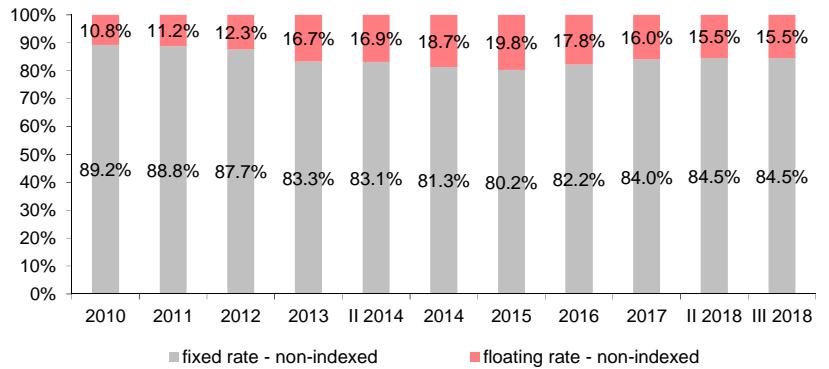 100%
90%
80%
70%
60%
50%
40%
30%
20%
10%
0%
10.8% 11.2% 12.3% 16.7% 16.9% 18.7% 19.8% 17.8% 16.0% 15.5% 15.5%
89.2% 88.8% 87.7% 83.3% 83.1% 81.3% 80.2% 82.2% 84.0% 84.5% 84.5%
2010 2011 2012 2013 II 2014 2014 2015 2016 2017 II 2018 III 2018
fixed rate - non-indexed floating rate - non-indexed